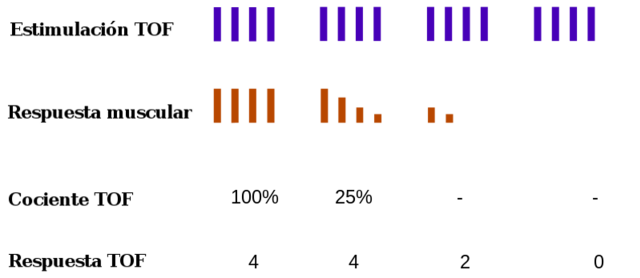 Estimulación TOF
Respuesta muscular
Cociente TOF 100% 25% - -
Respuesta TOF 4 4 2 0